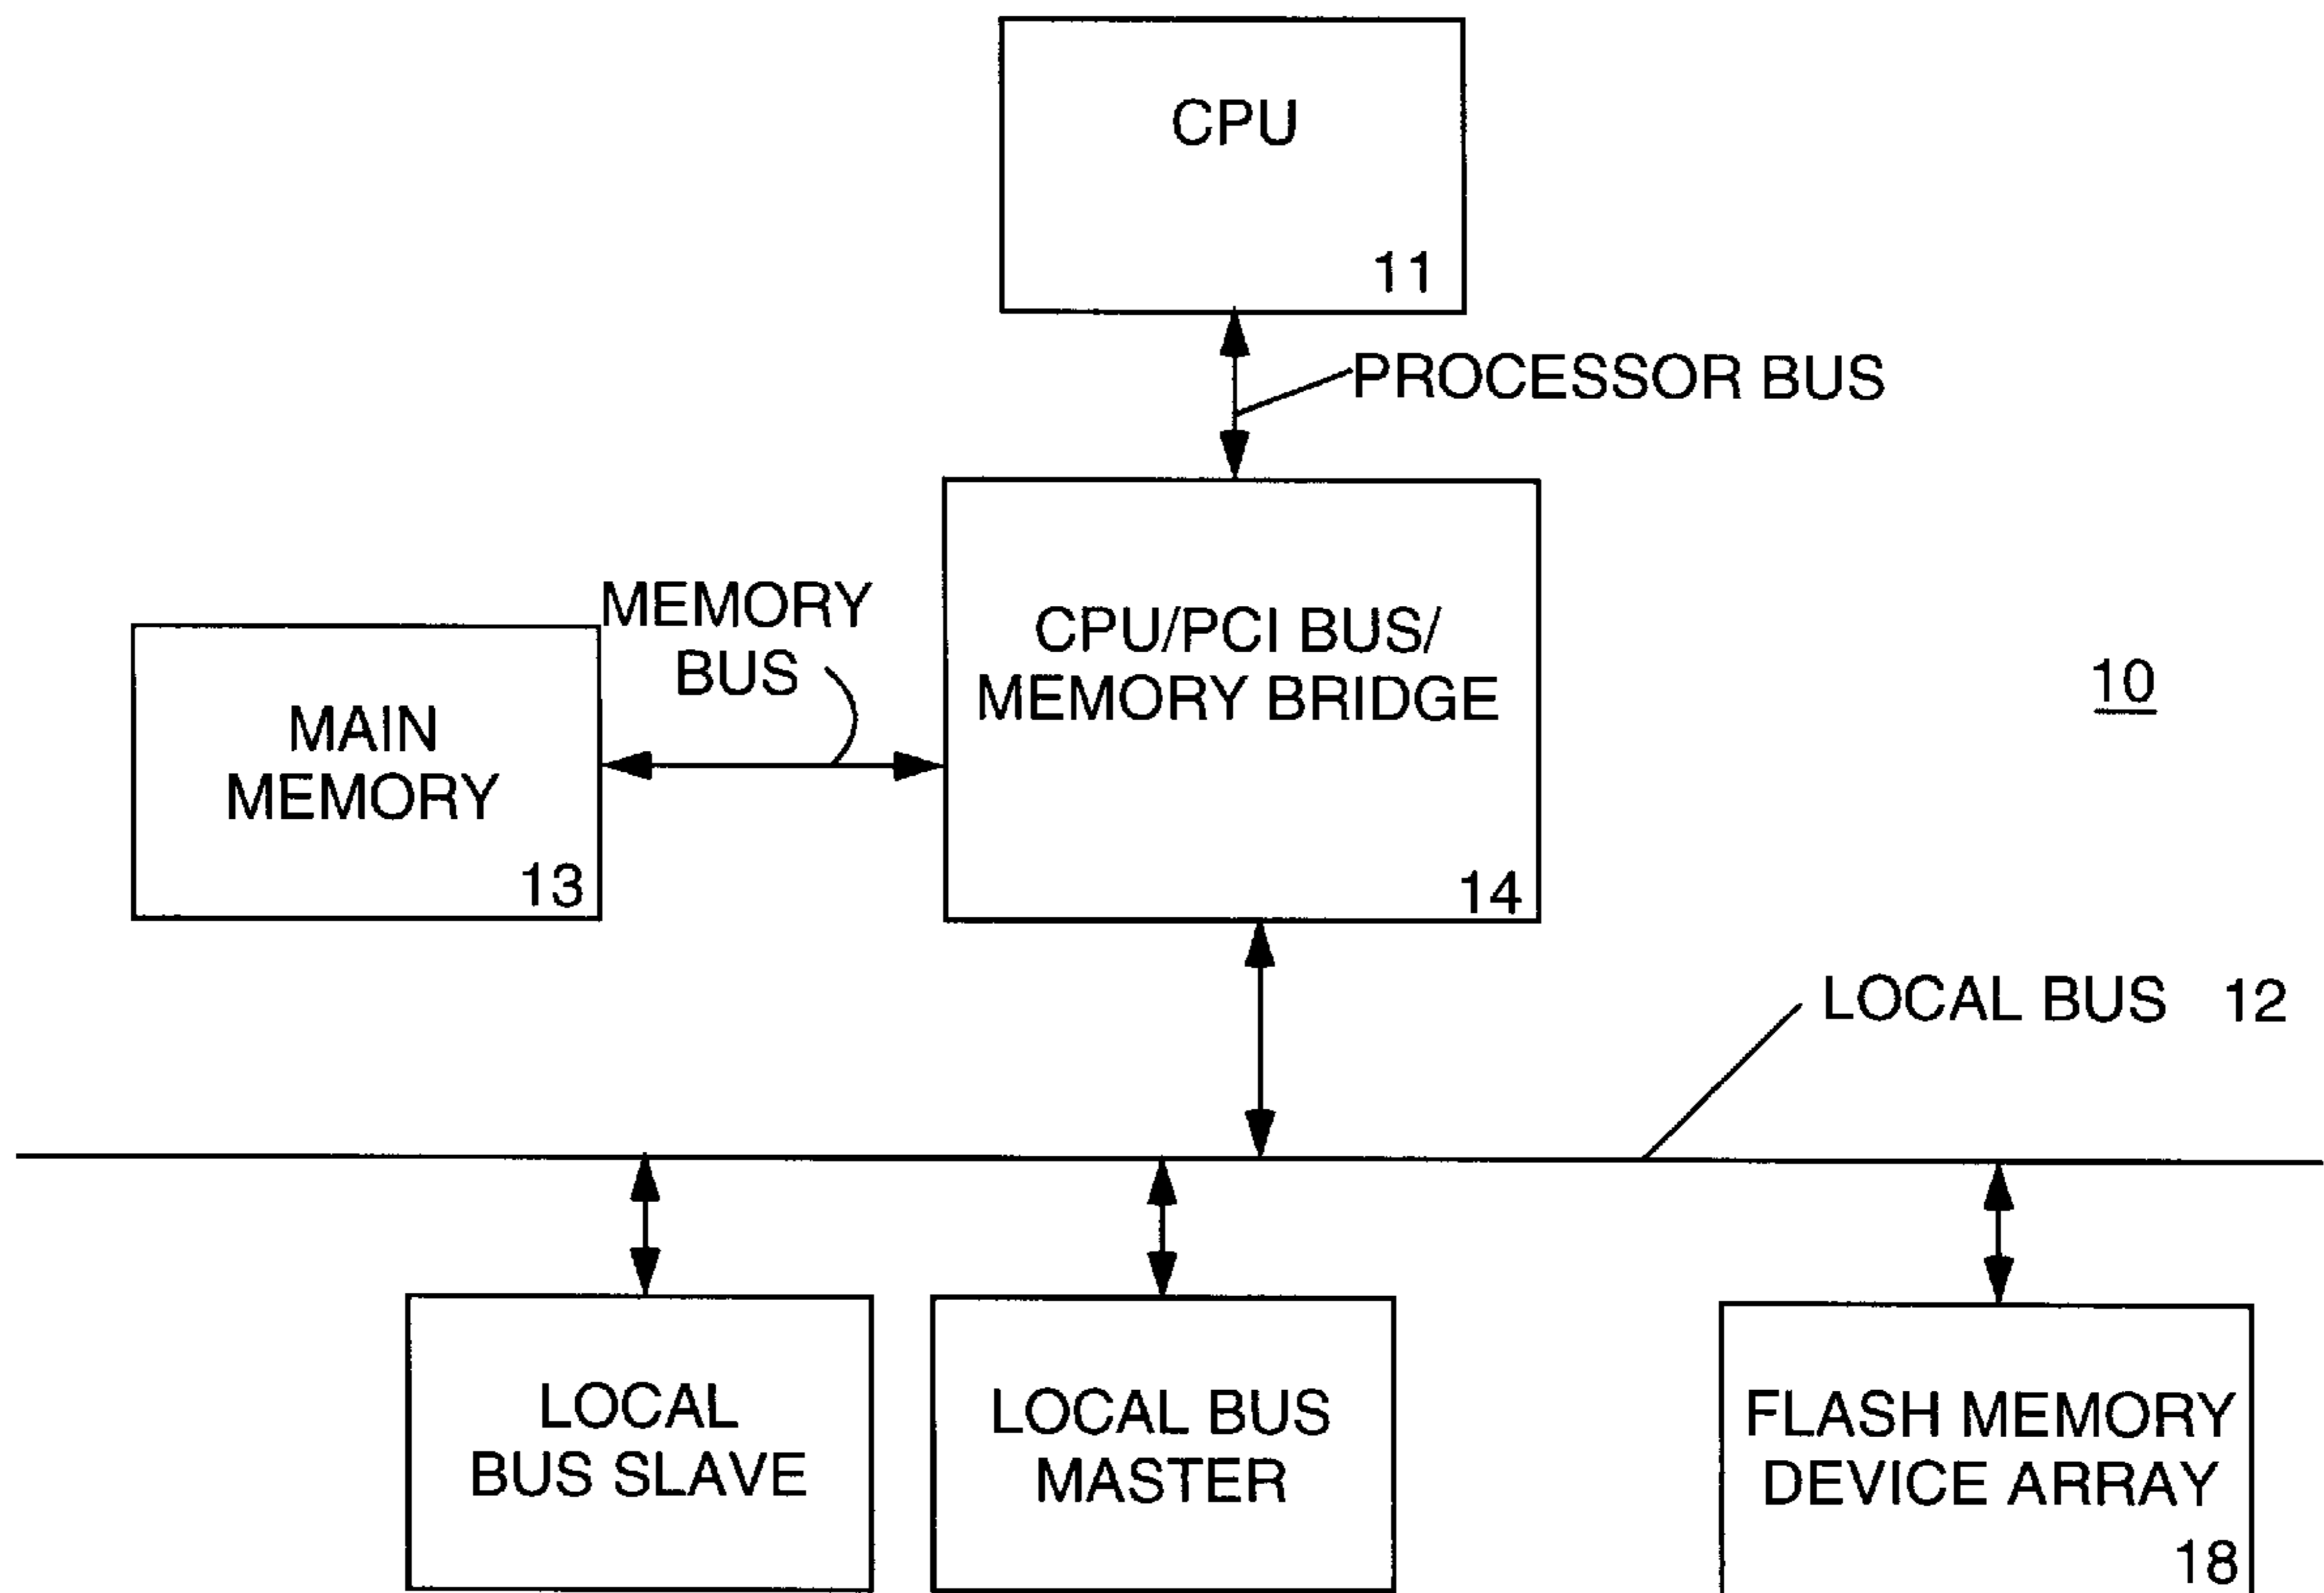 CPU
11
PROCESSOR BUS
MEMORY
BUS
CPU/PCI BUS/
MEMORY BRIDGE
14
10
MAIN
MEMORY
13
LOCAL BUS 12
LOCAL
BUS SLAVE
LOCAL BUS
MASTER
FLASH MEMORY
DEVICE ARRAY
18